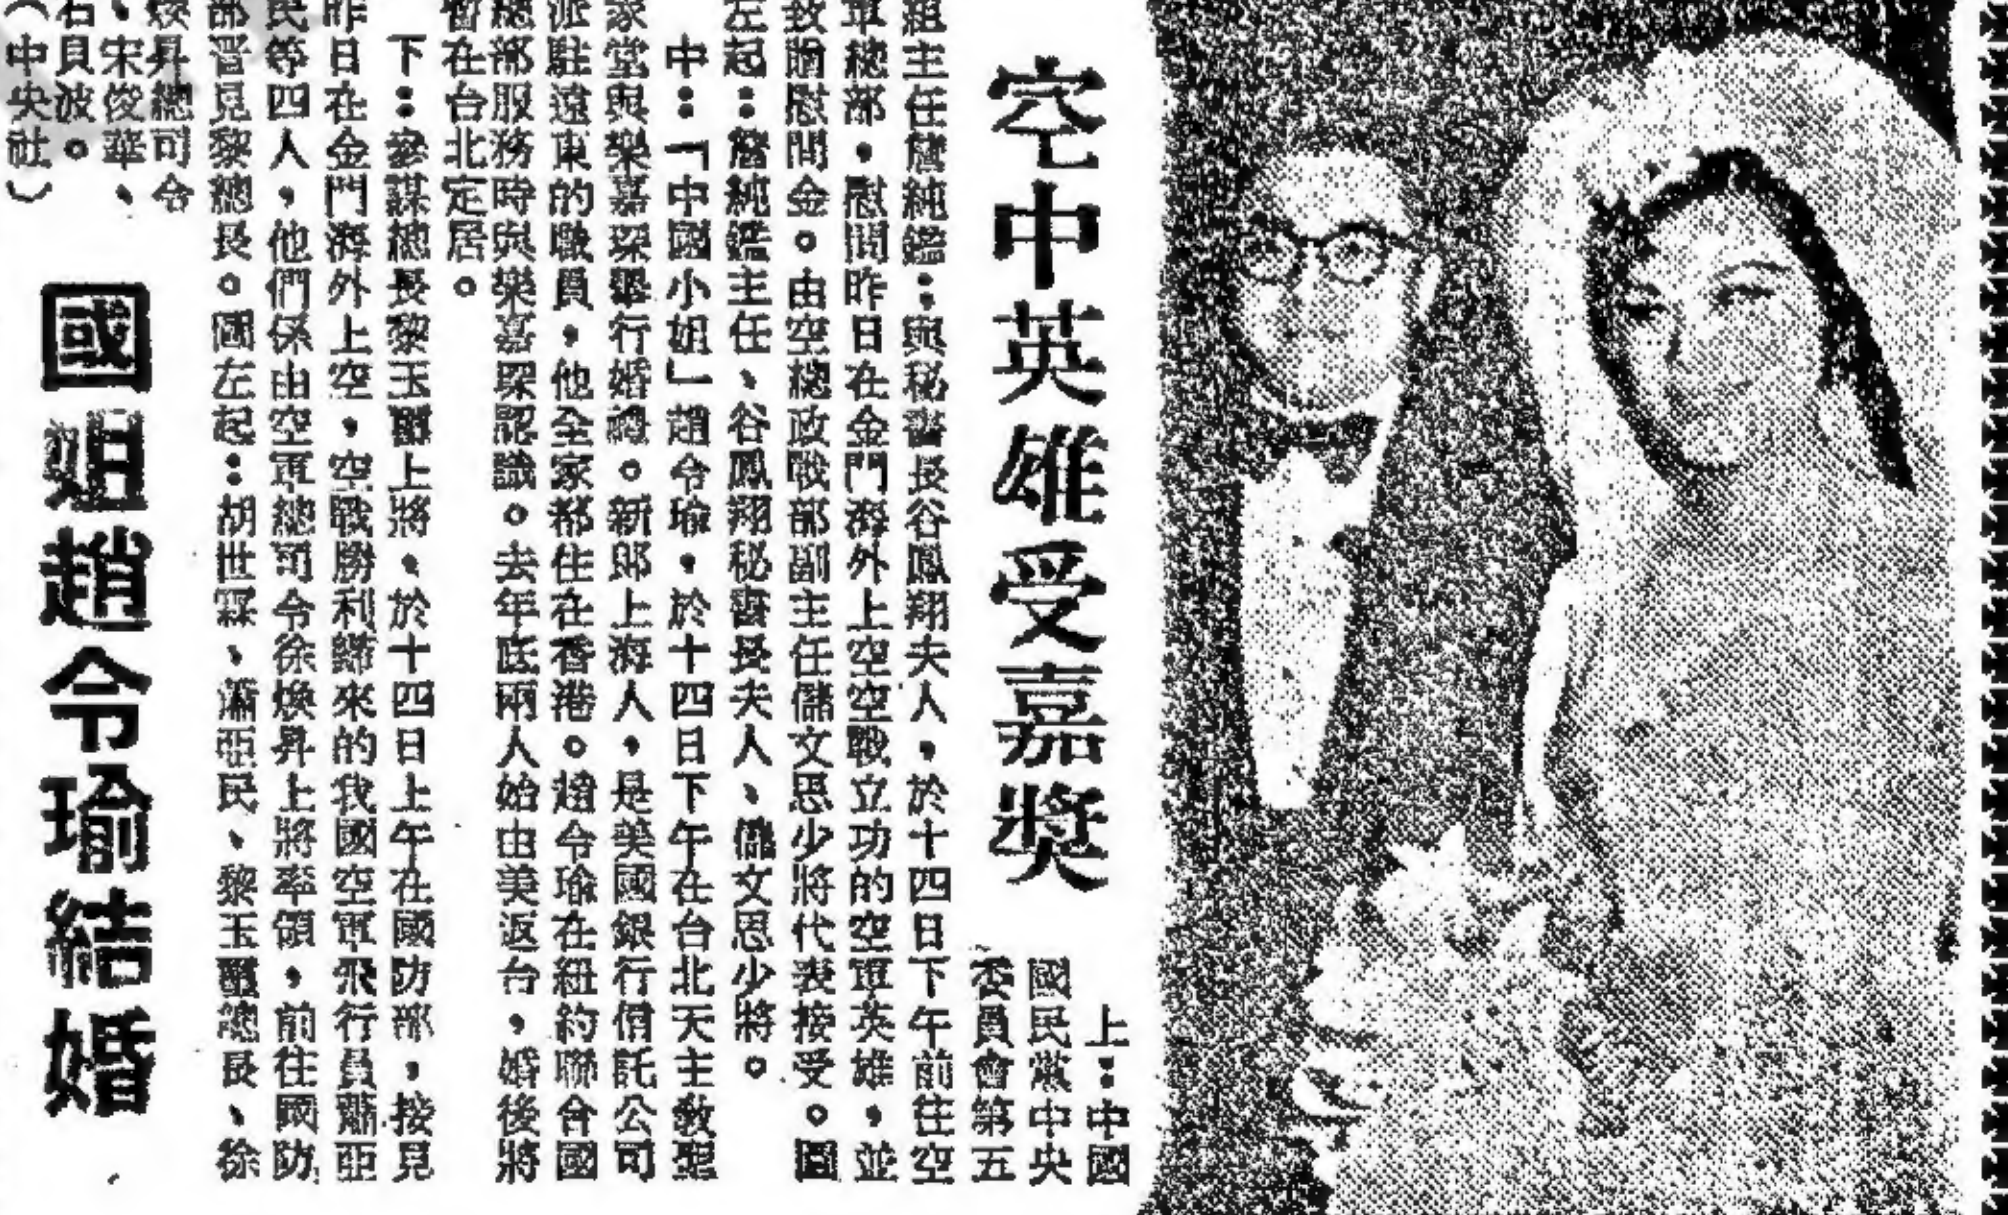 空中英雄受嘉獎
上：中國
國民黨中央
委員會第五
組主任詹純鑑；與秘書長谷鳳翔夫人，於十四日下午前往空
軍總部，慰問昨日在金門海外上空空戰立功的空軍英雄，並
致贈慰問金。由空總政戰部副主任儲文思少將代表接受。圖
左起：詹純鑑主任、谷鳳翔秘書長夫人、儲文思少將。
中：「中國小姐」趙令瑜，於十四日下午在台北天主教聖
家堂與樂嘉琛舉行婚禮。新郎上海人，是美國銀行信託公司
派駐遠東的職員，他全家都住在香港。趙令瑜在紐約聯合國
總部服務時與樂嘉琛認識。去年底兩人始由美返台，婚後將
暫在台北定居。
下：參謀總長黎玉璽上將，於十四日上午在國防部，接見
昨日在金門海外上空，空戰勝利歸來的我國空軍飛行員蕭亞
民等四人，他們係由空軍總司令徐煥昇上將率領，前往國防
部晉見黎總長。圖左起：胡世霖、蕭亞民、黎玉璽總長、徐
煥昇總司令
、宋俊華、
石貝波。
（中央社）
國姐趙令瑜結婚